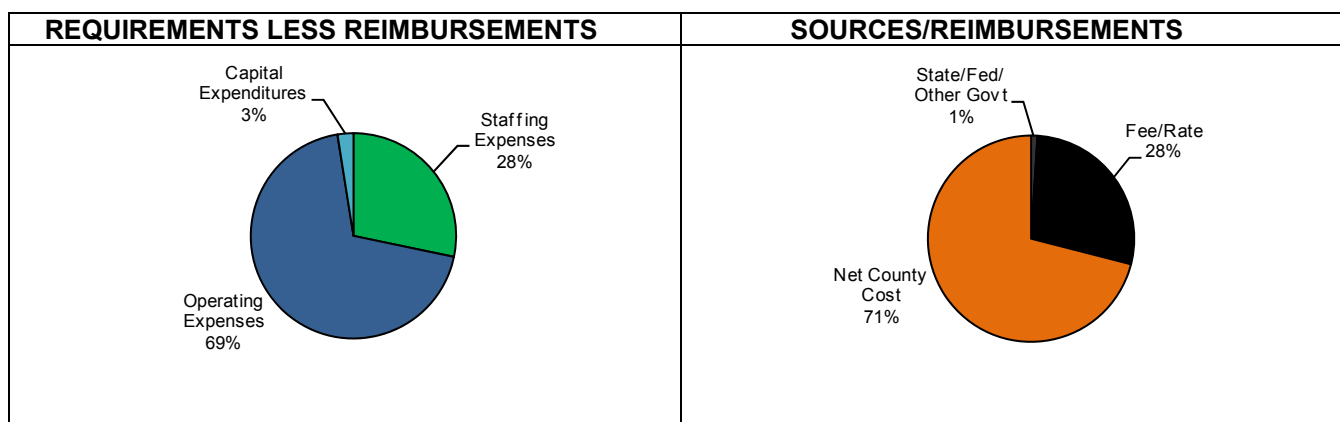 REQUIREMENTS LESS REIMBURSEMENTS
Capital
Expenditures
3%
Staffing
Expenses
28%
Operating
Expenses
69%
SOURCES/REIMBURSEMENTS
State/Fed/
Other Govt
1%
Fee/Rate
28%
Net County
Cost
71%